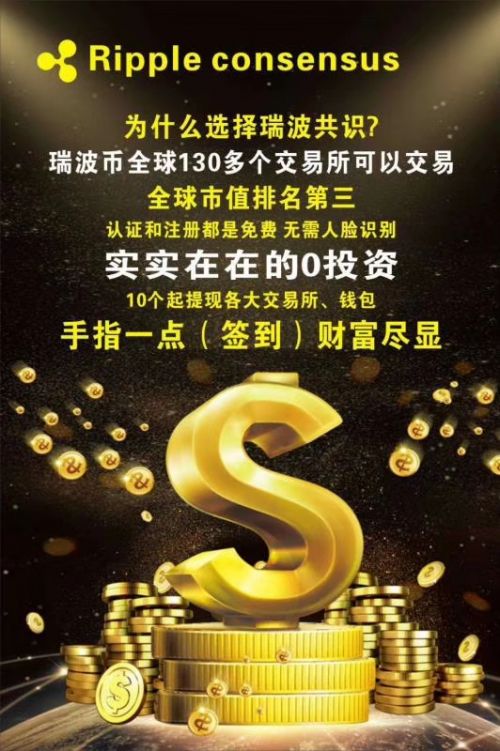 Ripple consensus
为什么选择瑞波共识?
瑞波币全球130多个交易所可以交易
全球市值排名第三
认证和注册都是免费 无需人脸识别
实实在在的0投资
10个起提现各大交易所、钱包
手指一点(签到)财富尽显